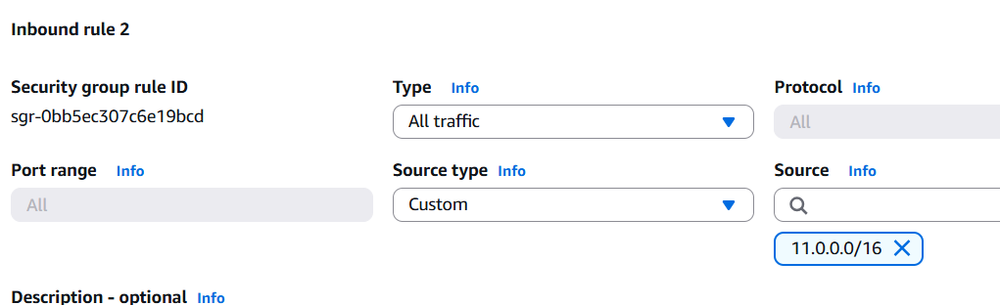 Inbound rule 2
Security group rule ID
sgr-0bb5ec307c6e19bcd
Type Info
All traffic
Protocol Info
All
Port range Info
All
Source type Info
Custom
Source Info
11.0.0.0/16
Description - optional Info